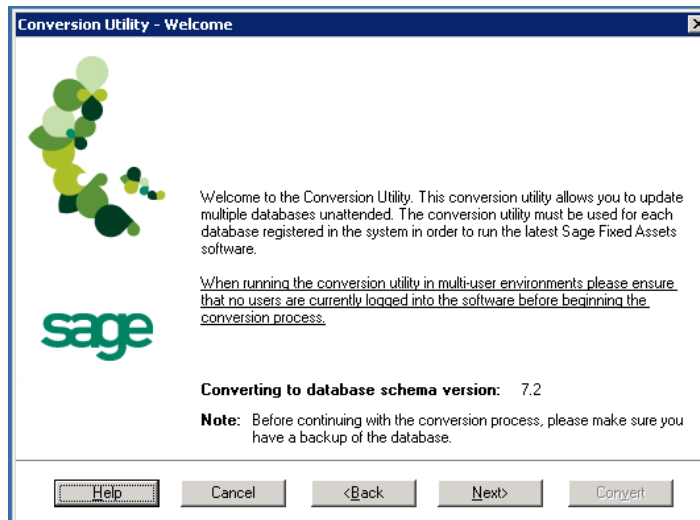 Conversion Utility - Welcome
Welcome to the Conversion Utility. This conversion utility allows you to update
multiple databases unattended. The conversion utility must be used for each
database registered in the system in order to run the latest Sage Fixed Assets
software.
When running the conversion utility in multi-user environments please ensure
that no users are currently logged into the software before beginning the
conversion process.
sage
Converting to database schema version: 7.2
Note: Before continuing with the conversion process, please make sure you
have a backup of the database.
Help Cancel <Back Next> Convert